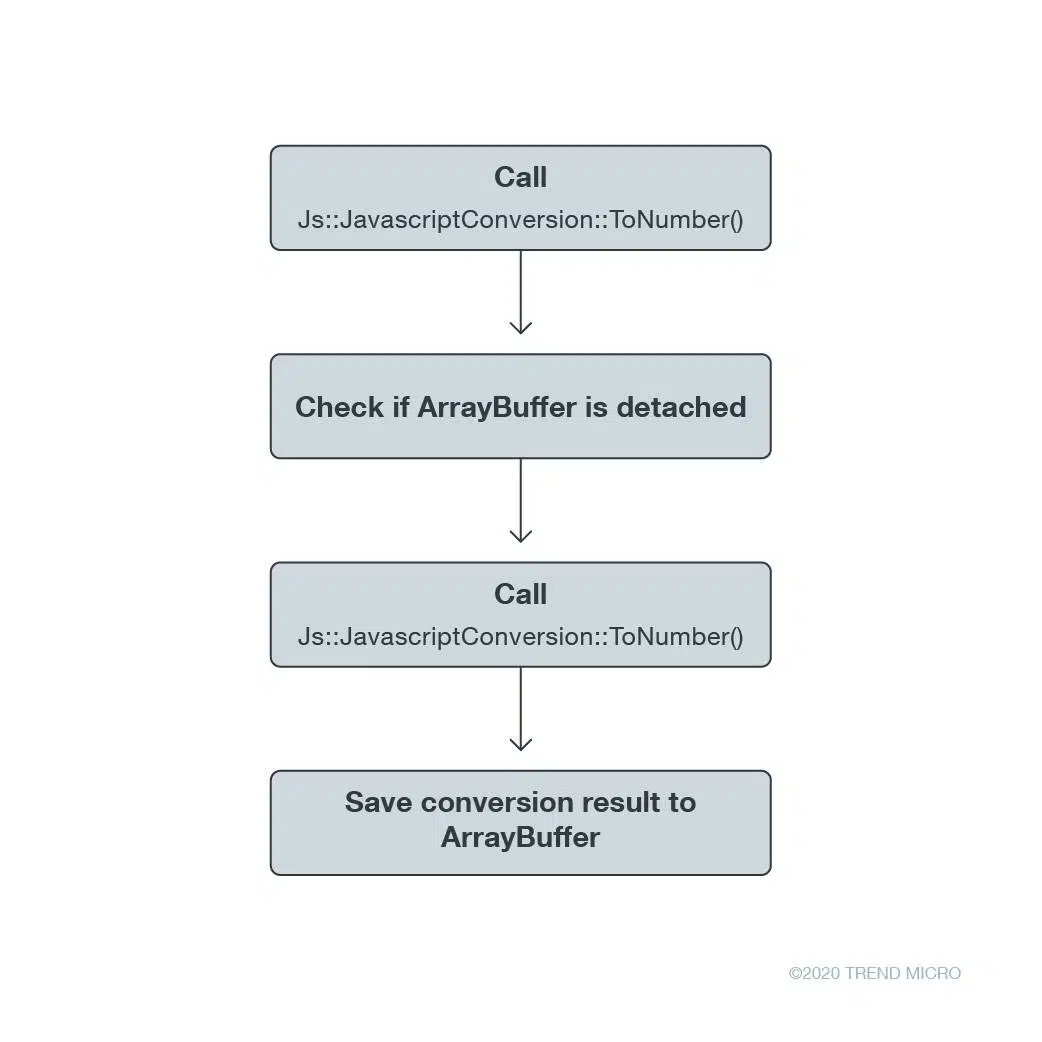 Call
Js::JavascriptConversion::ToNumber()
Check if ArrayBuffer is detached
Call
Js::JavascriptConversion::ToNumber()
Save conversion result to
ArrayBuffer
©2020 TREND MICRO